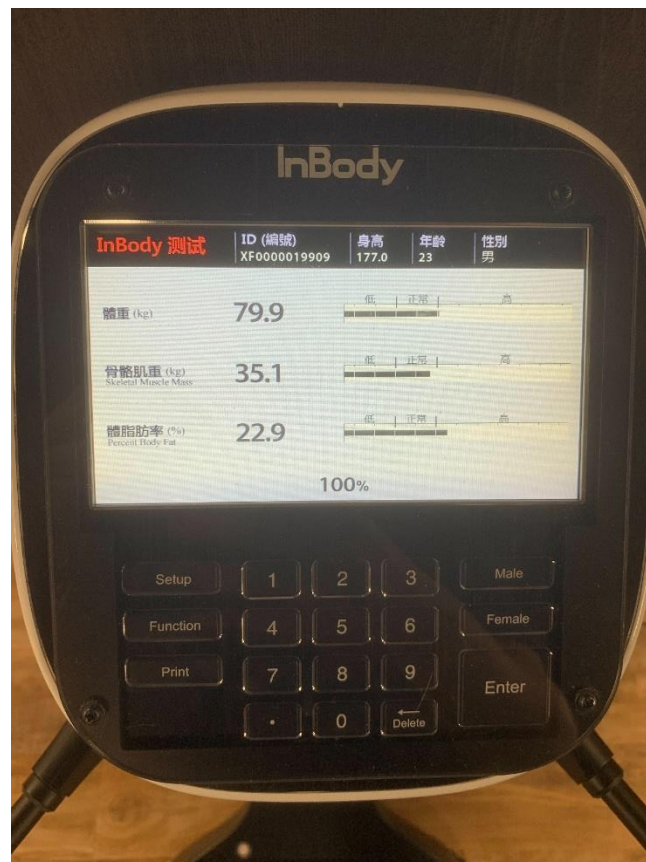 InBody
InBody 测试
ID (編號) 身高 年齡 性別
XF0000019909 177.0 23 男
體重 (kg) 79.9 低 正常 高
骨骼肌重 (kg) 35.1 低 正常 高
Skeletal Muscle Mass
體脂肪率 (%) 22.9 低 正常 高
Percent Body Fat
100%
Setup 1 2 3 Male
Function 4 5 6 Female
Print 7 8 9 Enter
. 0 ← Delete